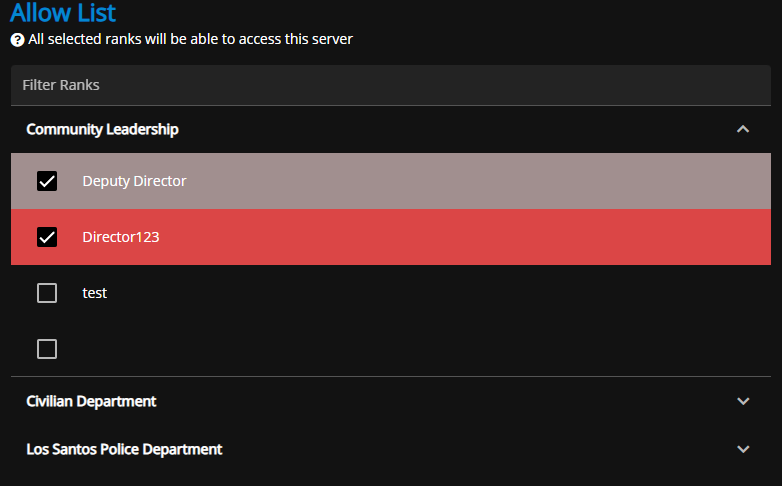 Allow List
? All selected ranks will be able to access this server
Filter Ranks
Community Leadership
Deputy Director
Director123
test
Civilian Department
Los Santos Police Department